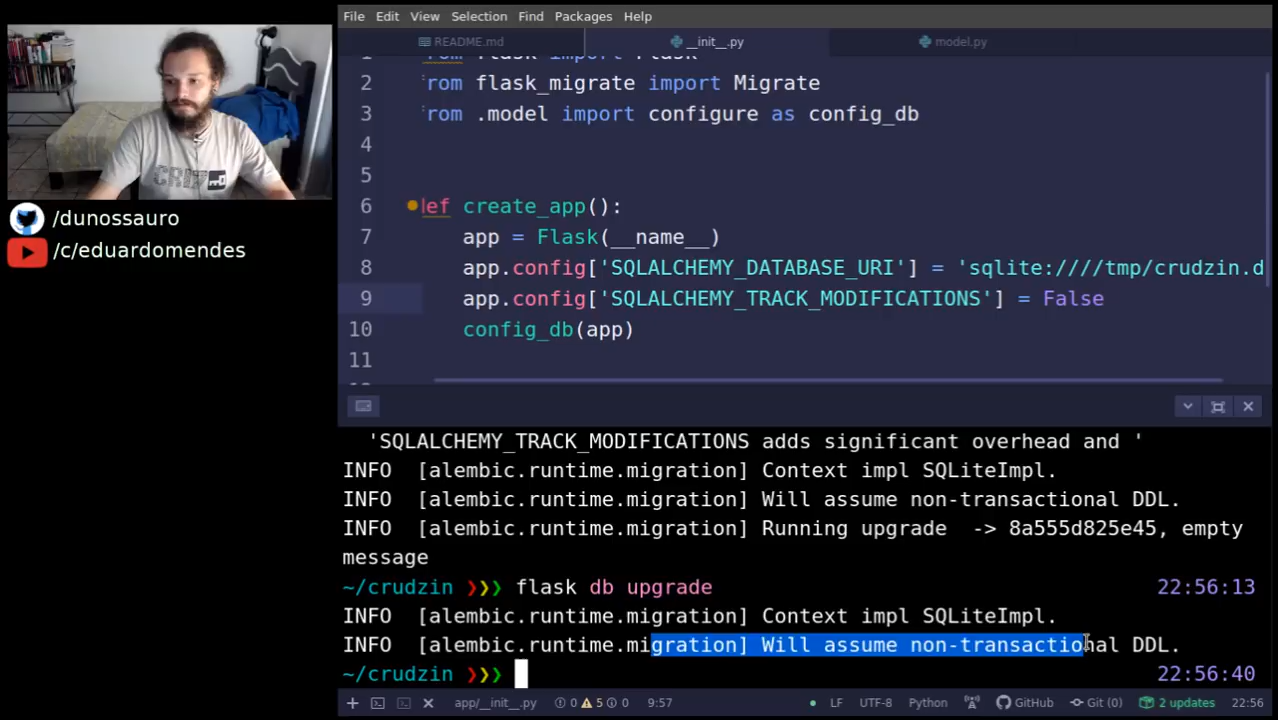 File Edit View Selection Find Packages Help
README.md
__init__.py
model.py
1 rom flask import Flask
2 rom flask_migrate import Migrate
3 rom .model import configure as config_db
4
5
6 ef create_app():
7 app = Flask(__name__)
8 app.config['SQLALCHEMY_DATABASE_URI'] = 'sqlite:////tmp/crudzin.d
9 app.config['SQLALCHEMY_TRACK_MODIFICATIONS'] = False
10 config_db(app)
11
/dunossauro
/c/eduardomendes
'SQLALCHEMY_TRACK_MODIFICATIONS adds significant overhead and '
INFO [alembic.runtime.migration] Context impl SQLiteImpl.
INFO [alembic.runtime.migration] Will assume non-transactional DDL.
INFO [alembic.runtime.migration] Running upgrade -> 8a555d825e45, empty
message
~/crudzin ❯❯❯ flask db upgrade 22:56:13
INFO [alembic.runtime.migration] Context impl SQLiteImpl.
INFO [alembic.runtime.migration] Will assume non-transactional DDL.
~/crudzin ❯❯❯ 22:56:40
app/__init__.py 0 5 0 9:57 LF UTF-8 Python GitHub Git (0) 2 updates 22:56